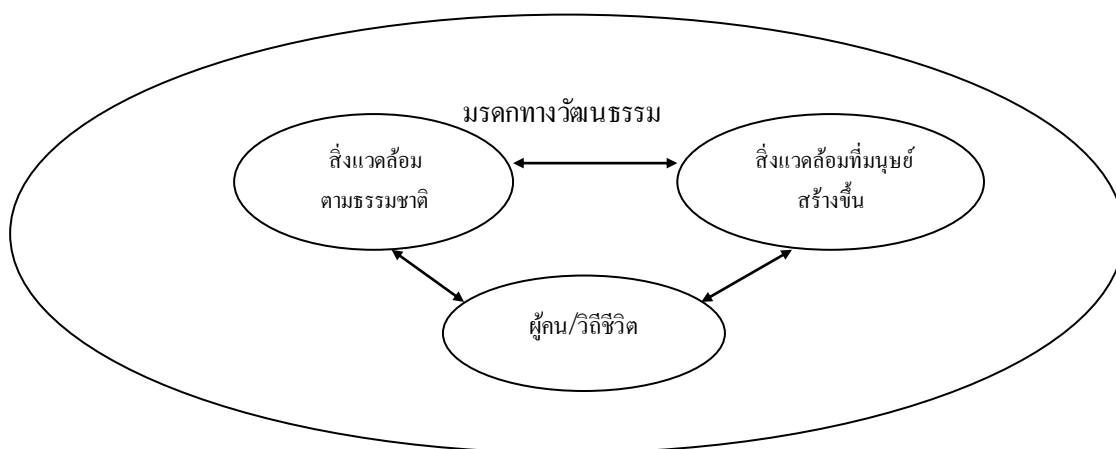 มรดกทางวัฒนธรรม
สิ่งแวดล้อม
ตามธรรมชาติ
สิ่งแวดล้อมที่มนุษย์
สร้างขึ้น
ผู้คน/วิถีชีวิต